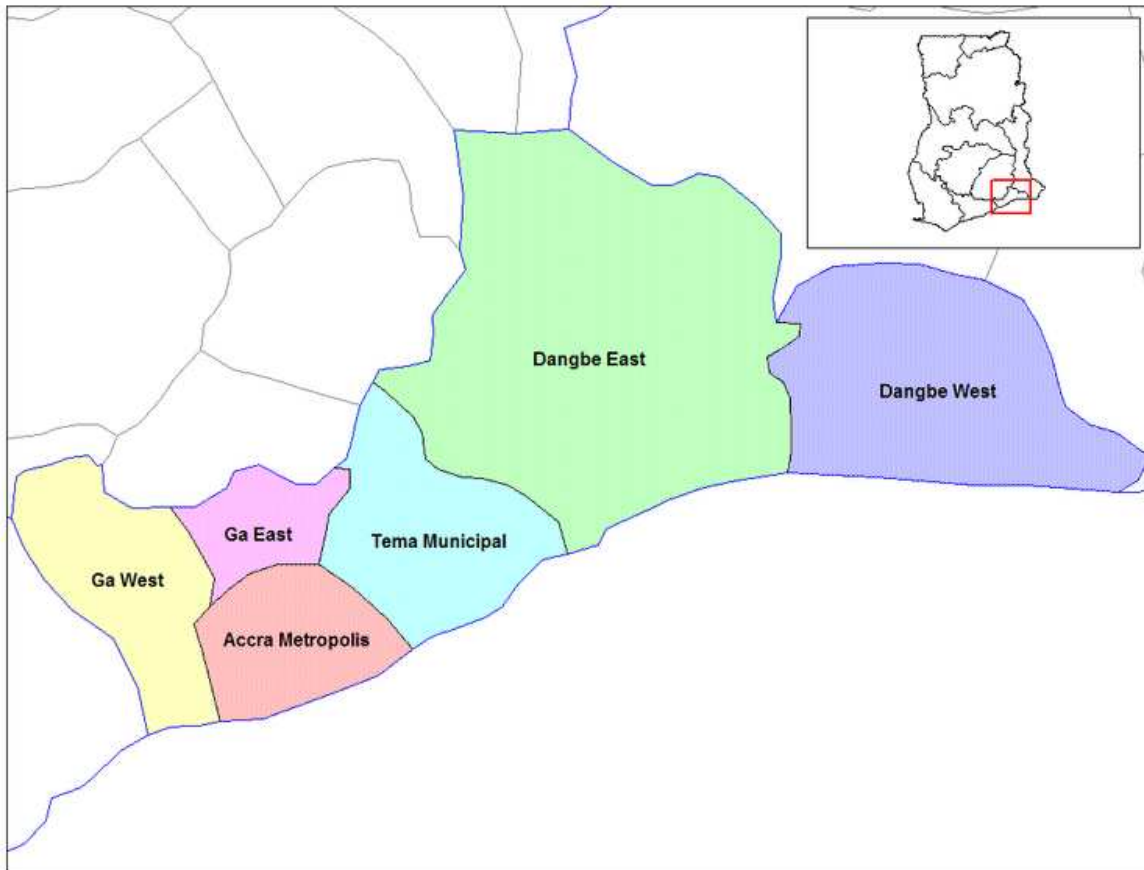 Dangbe East
Dangbe West
Ga East
Tema Municipal
Ga West
Accra Metropolis